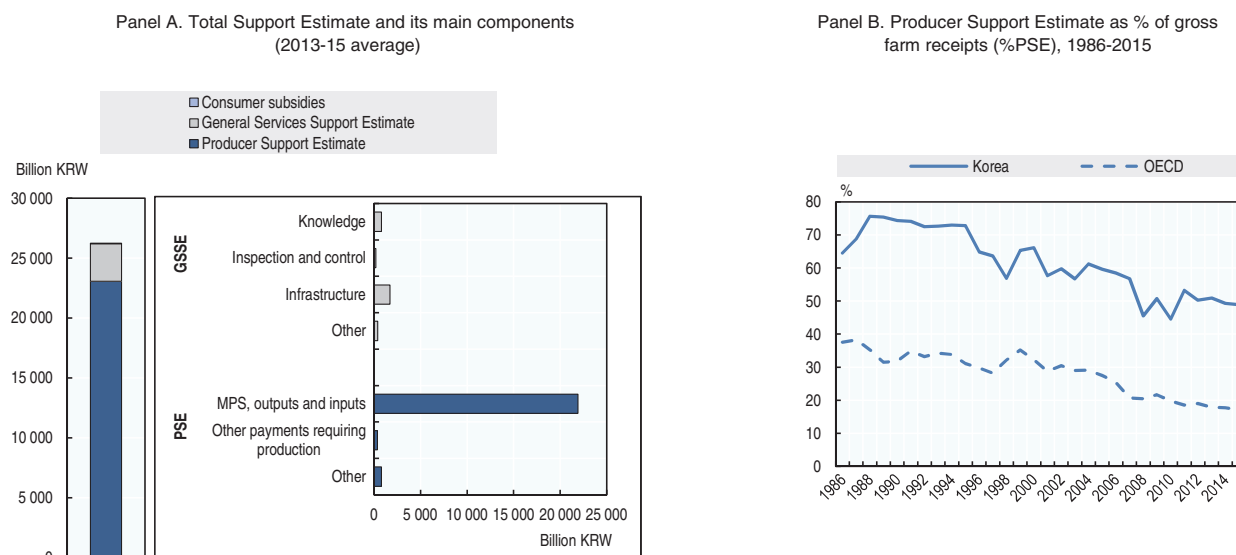 Panel A. Total Support Estimate and its main components
(2013-15 average)
Consumer subsidies
General Services Support Estimate
Producer Support Estimate
Billion KRW
30 000
25 000
20 000
15 000
10 000
5 000
0
GSSE
Knowledge
Inspection and control
Infrastructure
Other
PSE
MPS, outputs and inputs
Other payments requiring
production
Other
0 5 000 10 000 15 000 20 000 25 000
Billion KRW
Panel B. Producer Support Estimate as % of gross
farm receipts (%PSE), 1986-2015
Korea OECD
%
80
70
60
50
40
30
20
10
0
1986 1988 1990 1992 1994 1996 1998 2000 2002 2004 2006 2008 2010 2012 2014